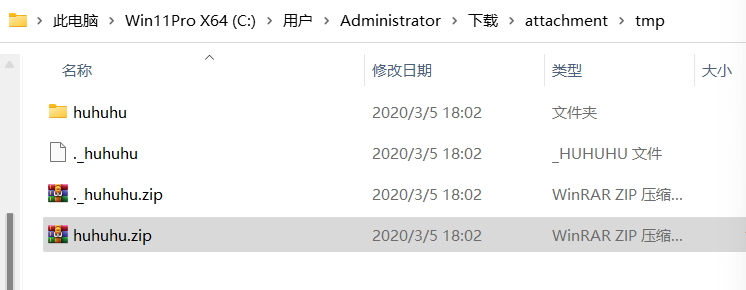 此电脑 > Win11Pro X64 (C:) > 用户 > Administrator > 下载 > attachment > tmp
名称 修改日期 类型 大小
huhuhu 2020/3/5 18:02 文件夹
._huhuhu 2020/3/5 18:02 _HUHUHU 文件
._huhuhu.zip 2020/3/5 18:02 WinRAR ZIP 压缩...
huhuhu.zip 2020/3/5 18:02 WinRAR ZIP 压缩...